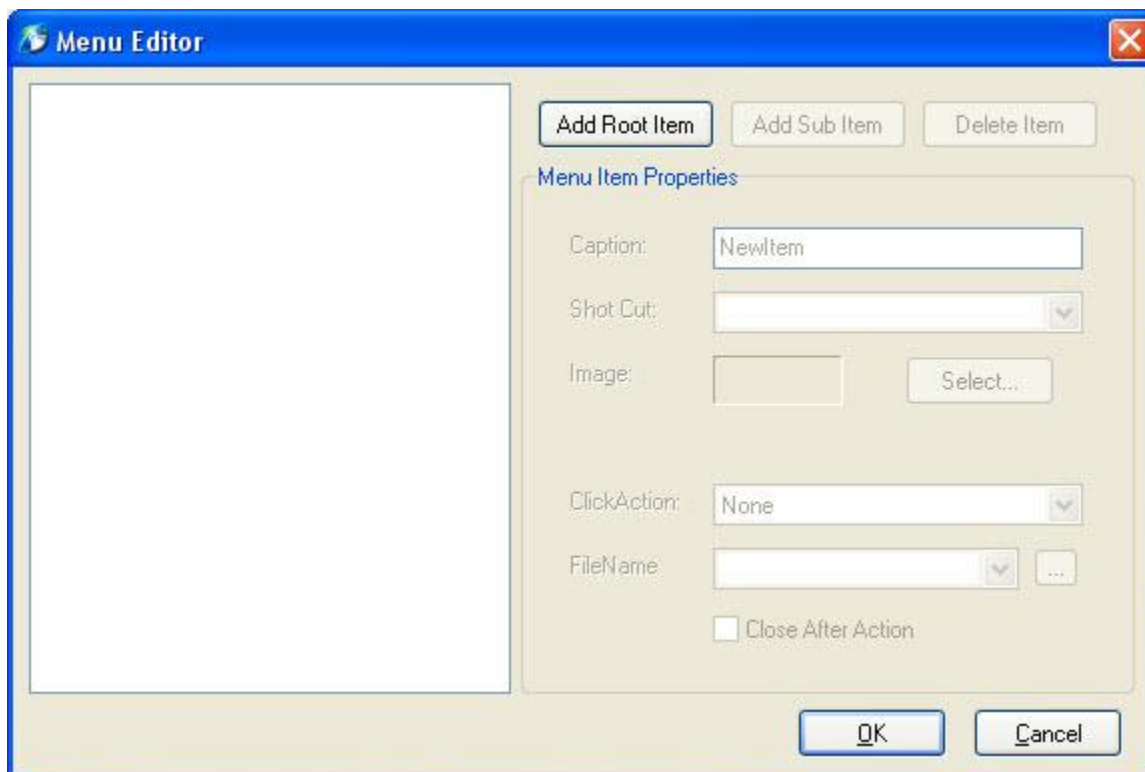 Menu Editor
Add Root Item
Add Sub Item
Delete Item
Menu Item Properties
Caption:
NewItem
Shot Cut:
Image:
Select...
ClickAction:
None
FileName
...
Close After Action
OK
Cancel